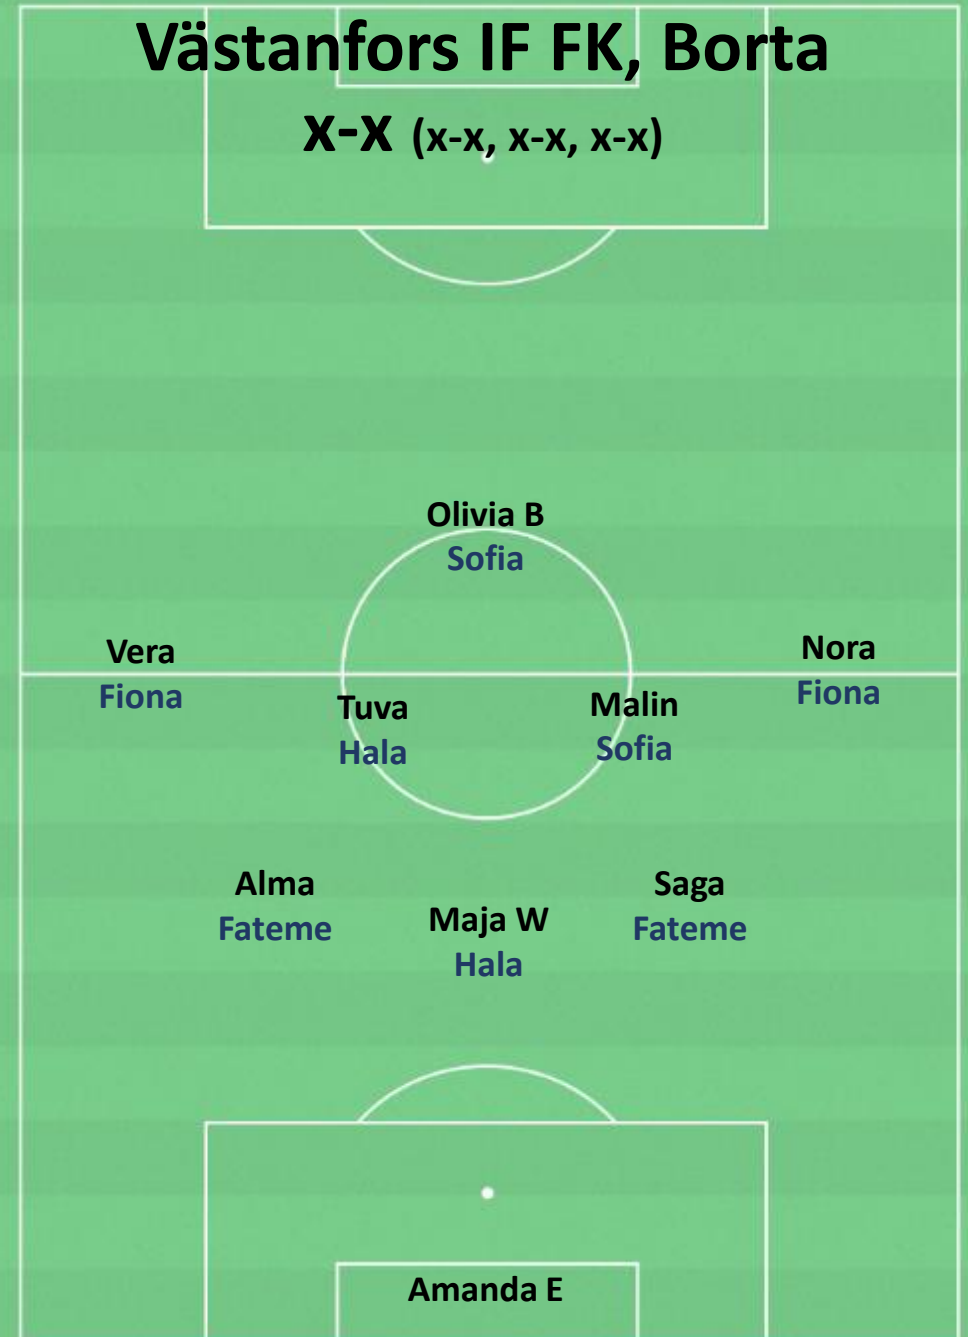 Västanfors IF FK, Borta
x-x (x-x, x-x, x-x)
Olivia B
Sofia
Vera
Fiona
Nora
Fiona
Tuva
Hala
Malin
Sofia
Alma
Fateme
Maja W
Hala
Saga
Fateme
Amanda E